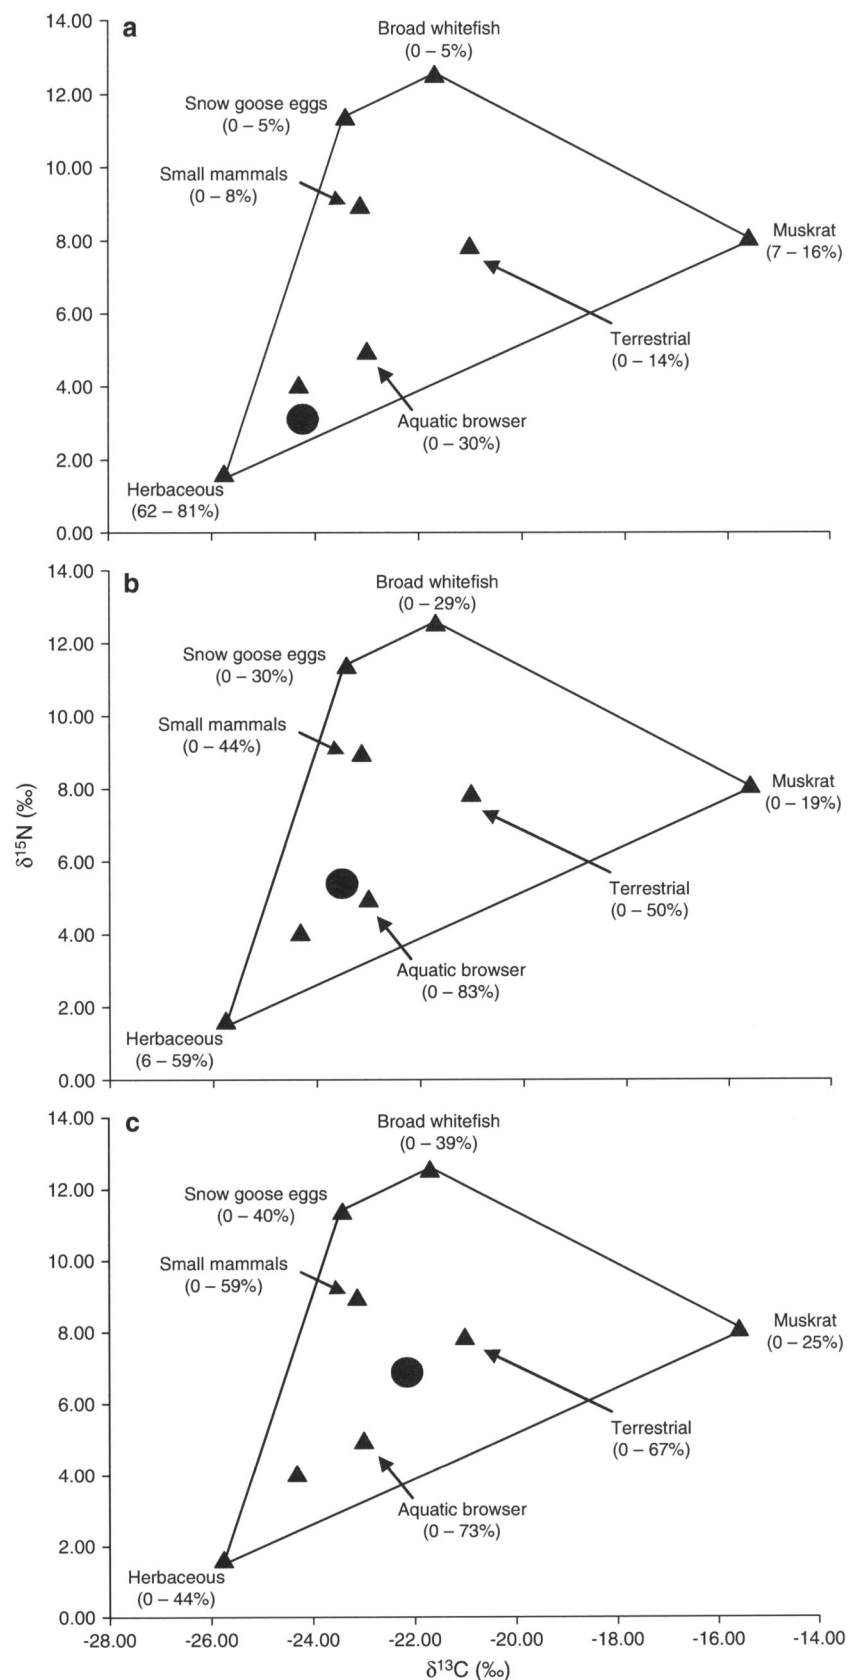 a
14.00
12.00
10.00
8.00
6.00
4.00
2.00
0.00
Broad whitefish
(0 – 5%)
Snow goose eggs
(0 – 5%)
Small mammals
(0 – 8%)
Muskrat
(7 – 16%)
Terrestrial
(0 – 14%)
Aquatic browser
(0 – 30%)
Herbaceous
(62 – 81%)
b
14.00
12.00
10.00
8.00
6.00
4.00
2.00
0.00
Broad whitefish
(0 – 29%)
Snow goose eggs
(0 – 30%)
Small mammals
(0 – 44%)
Muskrat
(0 – 19%)
Terrestrial
(0 – 50%)
Aquatic browser
(0 – 83%)
Herbaceous
(6 – 59%)
δ15N (‰)
c
14.00
12.00
10.00
8.00
6.00
4.00
2.00
0.00
Broad whitefish
(0 – 39%)
Snow goose eggs
(0 – 40%)
Small mammals
(0 – 59%)
Muskrat
(0 – 25%)
Terrestrial
(0 – 67%)
Aquatic browser
(0 – 73%)
Herbaceous
(0 – 44%)
-28.00 -26.00 -24.00 -22.00 -20.00 -18.00 -16.00 -14.00
δ13C (‰)